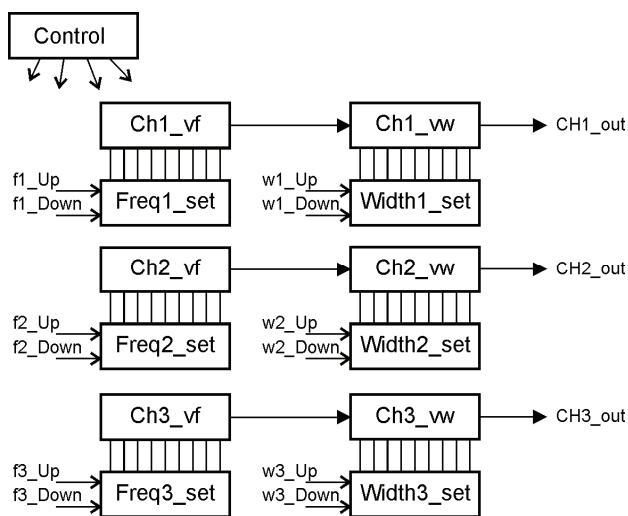 Control
Ch1_vf
Ch1_vw
CH1_out
f1_Up
f1_Down
Freq1_set
w1_Up
w1_Down
Width1_set
Ch2_vf
Ch2_vw
CH2_out
f2_Up
f2_Down
Freq2_set
w2_Up
w2_Down
Width2_set
Ch3_vf
Ch3_vw
CH3_out
f3_Up
f3_Down
Freq3_set
w3_Up
w3_Down
Width3_set